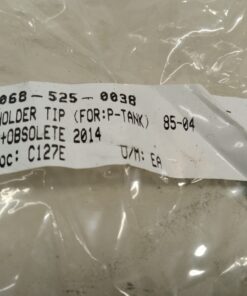 068-525-0038
HOLDER TIP (FOR:P-TANK) 85-04
+OBSOLETE 2014
oc: C127E U/M: EA